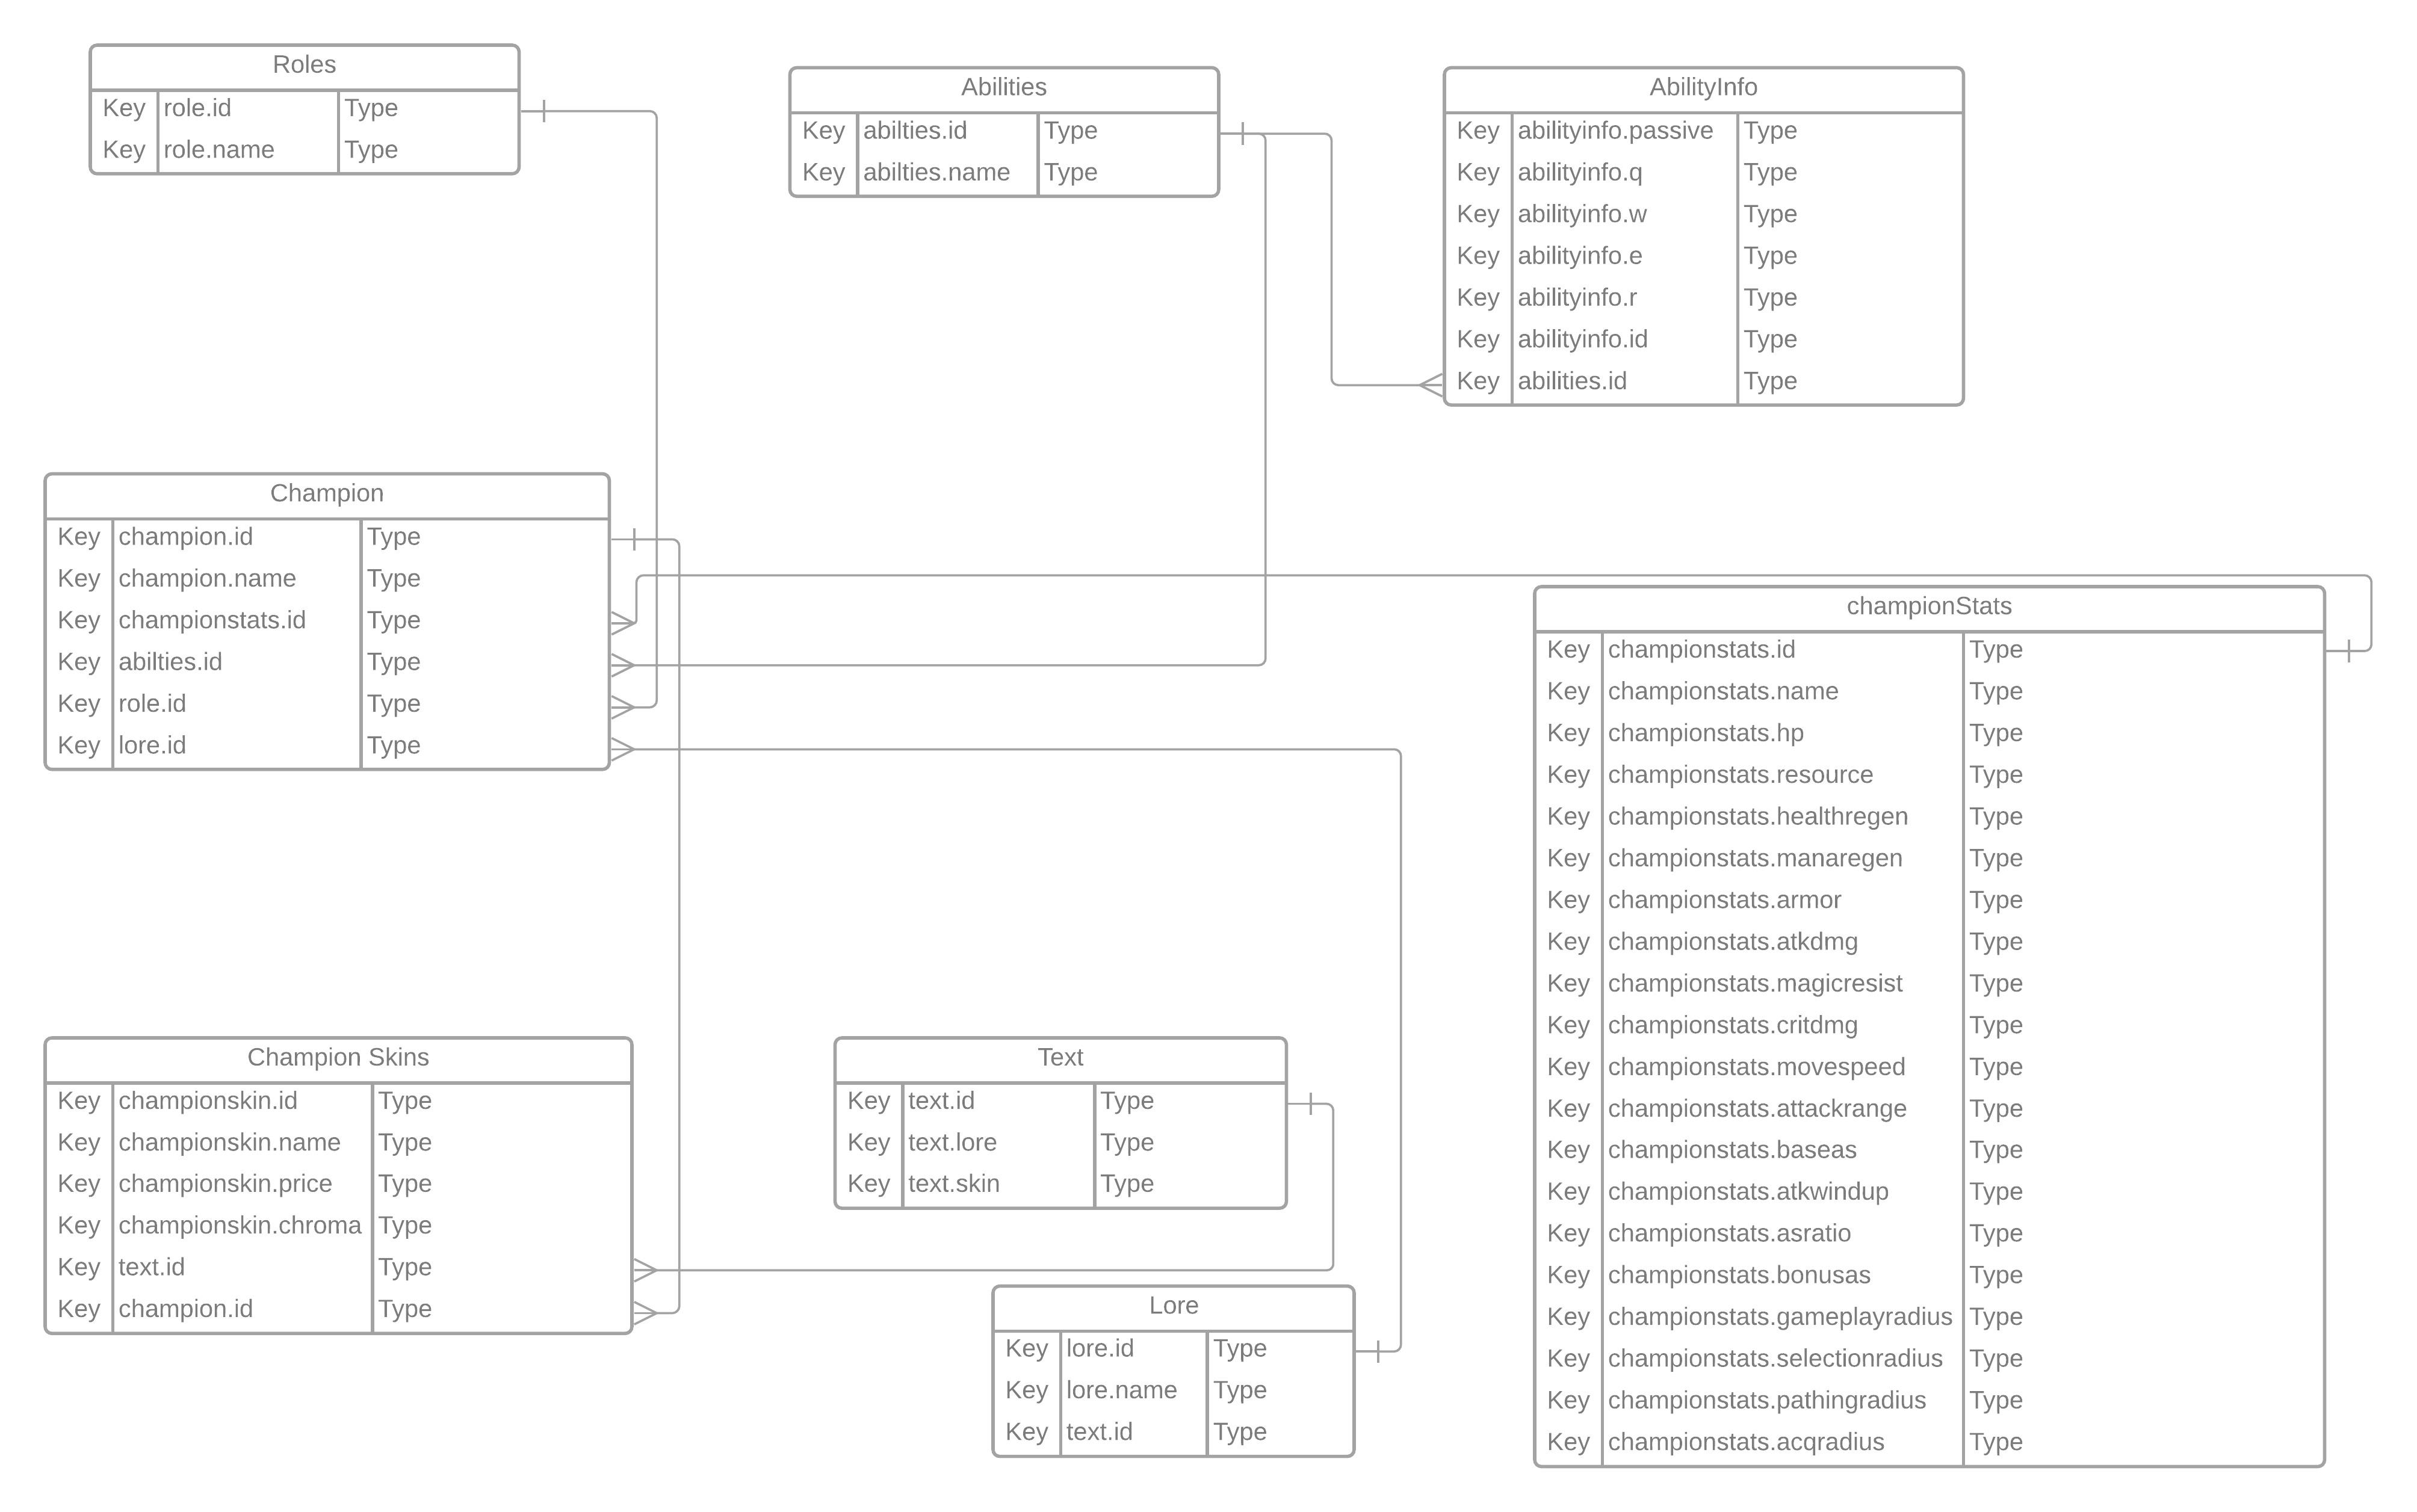 Roles
Key role.id Type
Key role.name Type
Abilities
Key abilties.id Type
Key abilties.name Type
AbilityInfo
Key abilityinfo.passive Type
Key abilityinfo.q Type
Key abilityinfo.w Type
Key abilityinfo.e Type
Key abilityinfo.r Type
Key abilityinfo.id Type
Key abilities.id Type
Champion
Key champion.id Type
Key champion.name Type
Key championstats.id Type
Key abilties.id Type
Key role.id Type
Key lore.id Type
championStats
Key championstats.id Type
Key championstats.name Type
Key championstats.hp Type
Key championstats.resource Type
Key championstats.healthregen Type
Key championstats.manaregen Type
Key championstats.armor Type
Key championstats.atkdmg Type
Key championstats.magicresist Type
Key championstats.critdmg Type
Key championstats.movespeed Type
Key championstats.attackrange Type
Key championstats.baseas Type
Key championstats.atkwindup Type
Key championstats.asratio Type
Key championstats.bonusas Type
Key championstats.gameplayradius Type
Key championstats.selectionradius Type
Key championstats.pathingradius Type
Key championstats.acqradius Type
Champion Skins
Key championskin.id Type
Key championskin.name Type
Key championskin.price Type
Key championskin.chroma Type
Key text.id Type
Key champion.id Type
Text
Key text.id Type
Key text.lore Type
Key text.skin Type
Lore
Key lore.id Type
Key lore.name Type
Key text.id Type